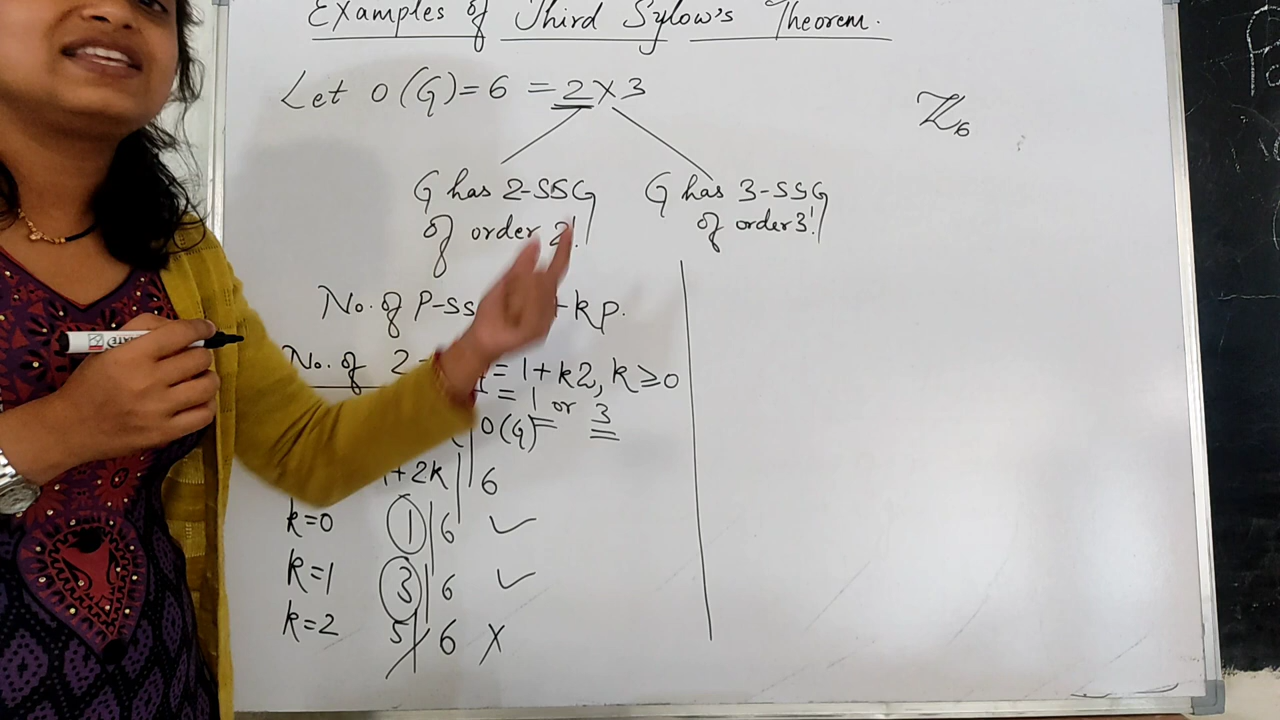 Examples of Third Sylow's Theorem.
Let O(G)=6 = 2×3
Z₆
G has 2-SSG
of order 2!
G has 3-SSG
of order 3!
No. of P-SS kp.
No. of 2- = 1+k2, k≥0
= 1 or 3
O(G)
+2k | 6
k=0 1|6 ✓
k=1 3|6 ✓
k=2 5∤6 ✗